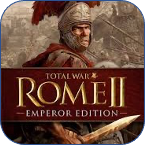 TOTAL WAR
ROME II
—EMPEROR EDITION—